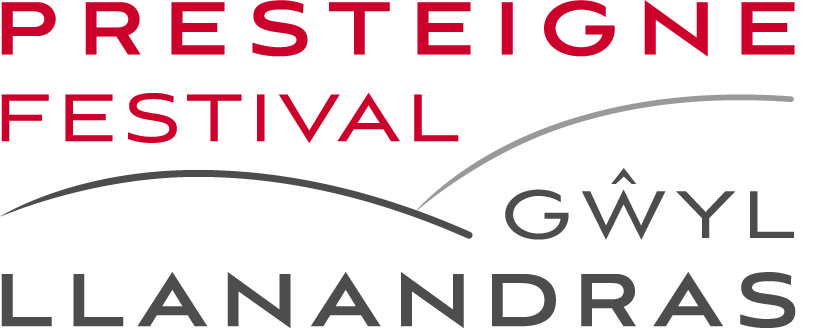 PRESTEIGNE
FESTIVAL
GŴYL
LLANANDRAS